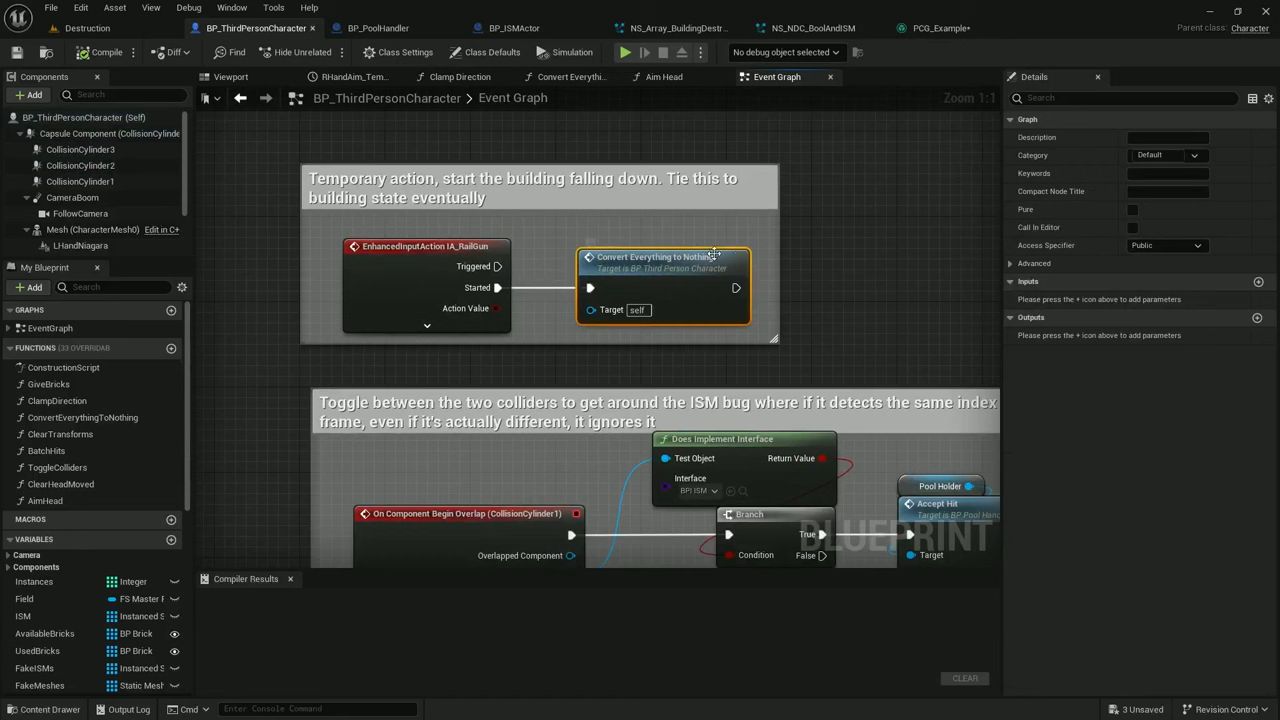 File Edit Asset View Debug Window Tools Help
Destruction
BP_ThirdPersonCharacter
BP_PoolHandler
BP_ISMActor
NS_Array_BuildingDestr...
NS_NDC_BoolAndISM
PCG_Example*
Parent class: Character
Compile Diff Find Hide Unrelated Class Settings Class Defaults Simulation No debug object selected
Components
Viewport RHandAim_Tem... Clamp Direction Convert Everythi... Aim Head Event Graph
Details
Add Search
BP_ThirdPersonCharacter > Event Graph
Zoom 1:1
Search
BP_ThirdPersonCharacter (Self)
Capsule Component (CollisionCylinde
CollisionCylinder3
CollisionCylinder2
CollisionCylinder1
CameraBoom
FollowCamera
Mesh (CharacterMesh0) Edit in C+
LHandNiagara
My Blueprint
Add Search
GRAPHS
EventGraph
FUNCTIONS (33 OVERRIDAB
ConstructionScript
GiveBricks
ClampDirection
ConvertEverythingToNothing
ClearTransforms
BatchHits
ToggleColliders
ClearHeadMoved
AimHead
MACROS
VARIABLES
Camera
Components
Instances Integer
Field FS Master F
ISM Instanced S
AvailableBricks BP Brick
UsedBricks BP Brick
FakeISMs Instanced S
FakeMeshes Static Mesh
Temporary action, start the building falling down. Tie this to
building state eventually
EnhancedInputAction IA_RailGun
Triggered
Started
Action Value
Convert Everything to Nothing
Target is BP Third Person Character
Target self
Toggle between the two colliders to get around the ISM bug where if it detects the same index
frame, even if it's actually different, it ignores it
Does Implement Interface
Test Object Return Value
Interface
BPI ISM
On Component Begin Overlap (CollisionCylinder1)
Overlapped Component
Branch
True
Condition False
Pool Holder
Accept Hit
Target is BP Pool Han
Target
BLUEPRINT
Graph
Description
Category Default
Keywords
Compact Node Title
Pure
Call In Editor
Access Specifier Public
Advanced
Inputs
Please press the + icon above to add parameters
Outputs
Please press the + icon above to add parameters
Compiler Results
CLEAR
Content Drawer Output Log Cmd Enter Console Command 3 Unsaved Revision Control